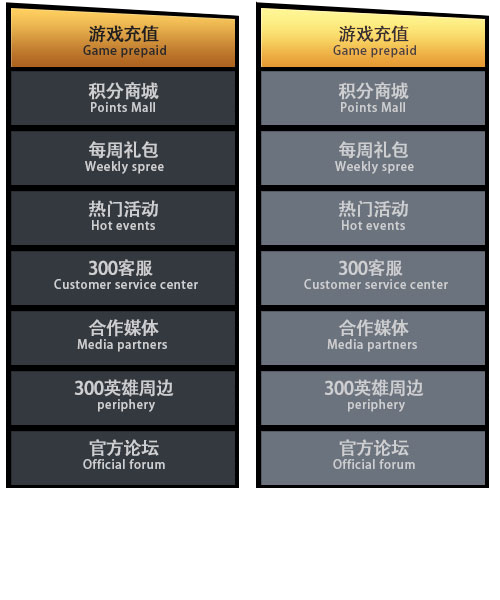 游戏充值
Game prepaid
积分商城
Points Mall
每周礼包
Weekly spree
热门活动
Hot events
300客服
Customer service center
合作媒体
Media partners
300英雄周边
periphery
官方论坛
Official forum
游戏充值
Game prepaid
积分商城
Points Mall
每周礼包
Weekly spree
热门活动
Hot events
300客服
Customer service center
合作媒体
Media partners
300英雄周边
periphery
官方论坛
Official forum